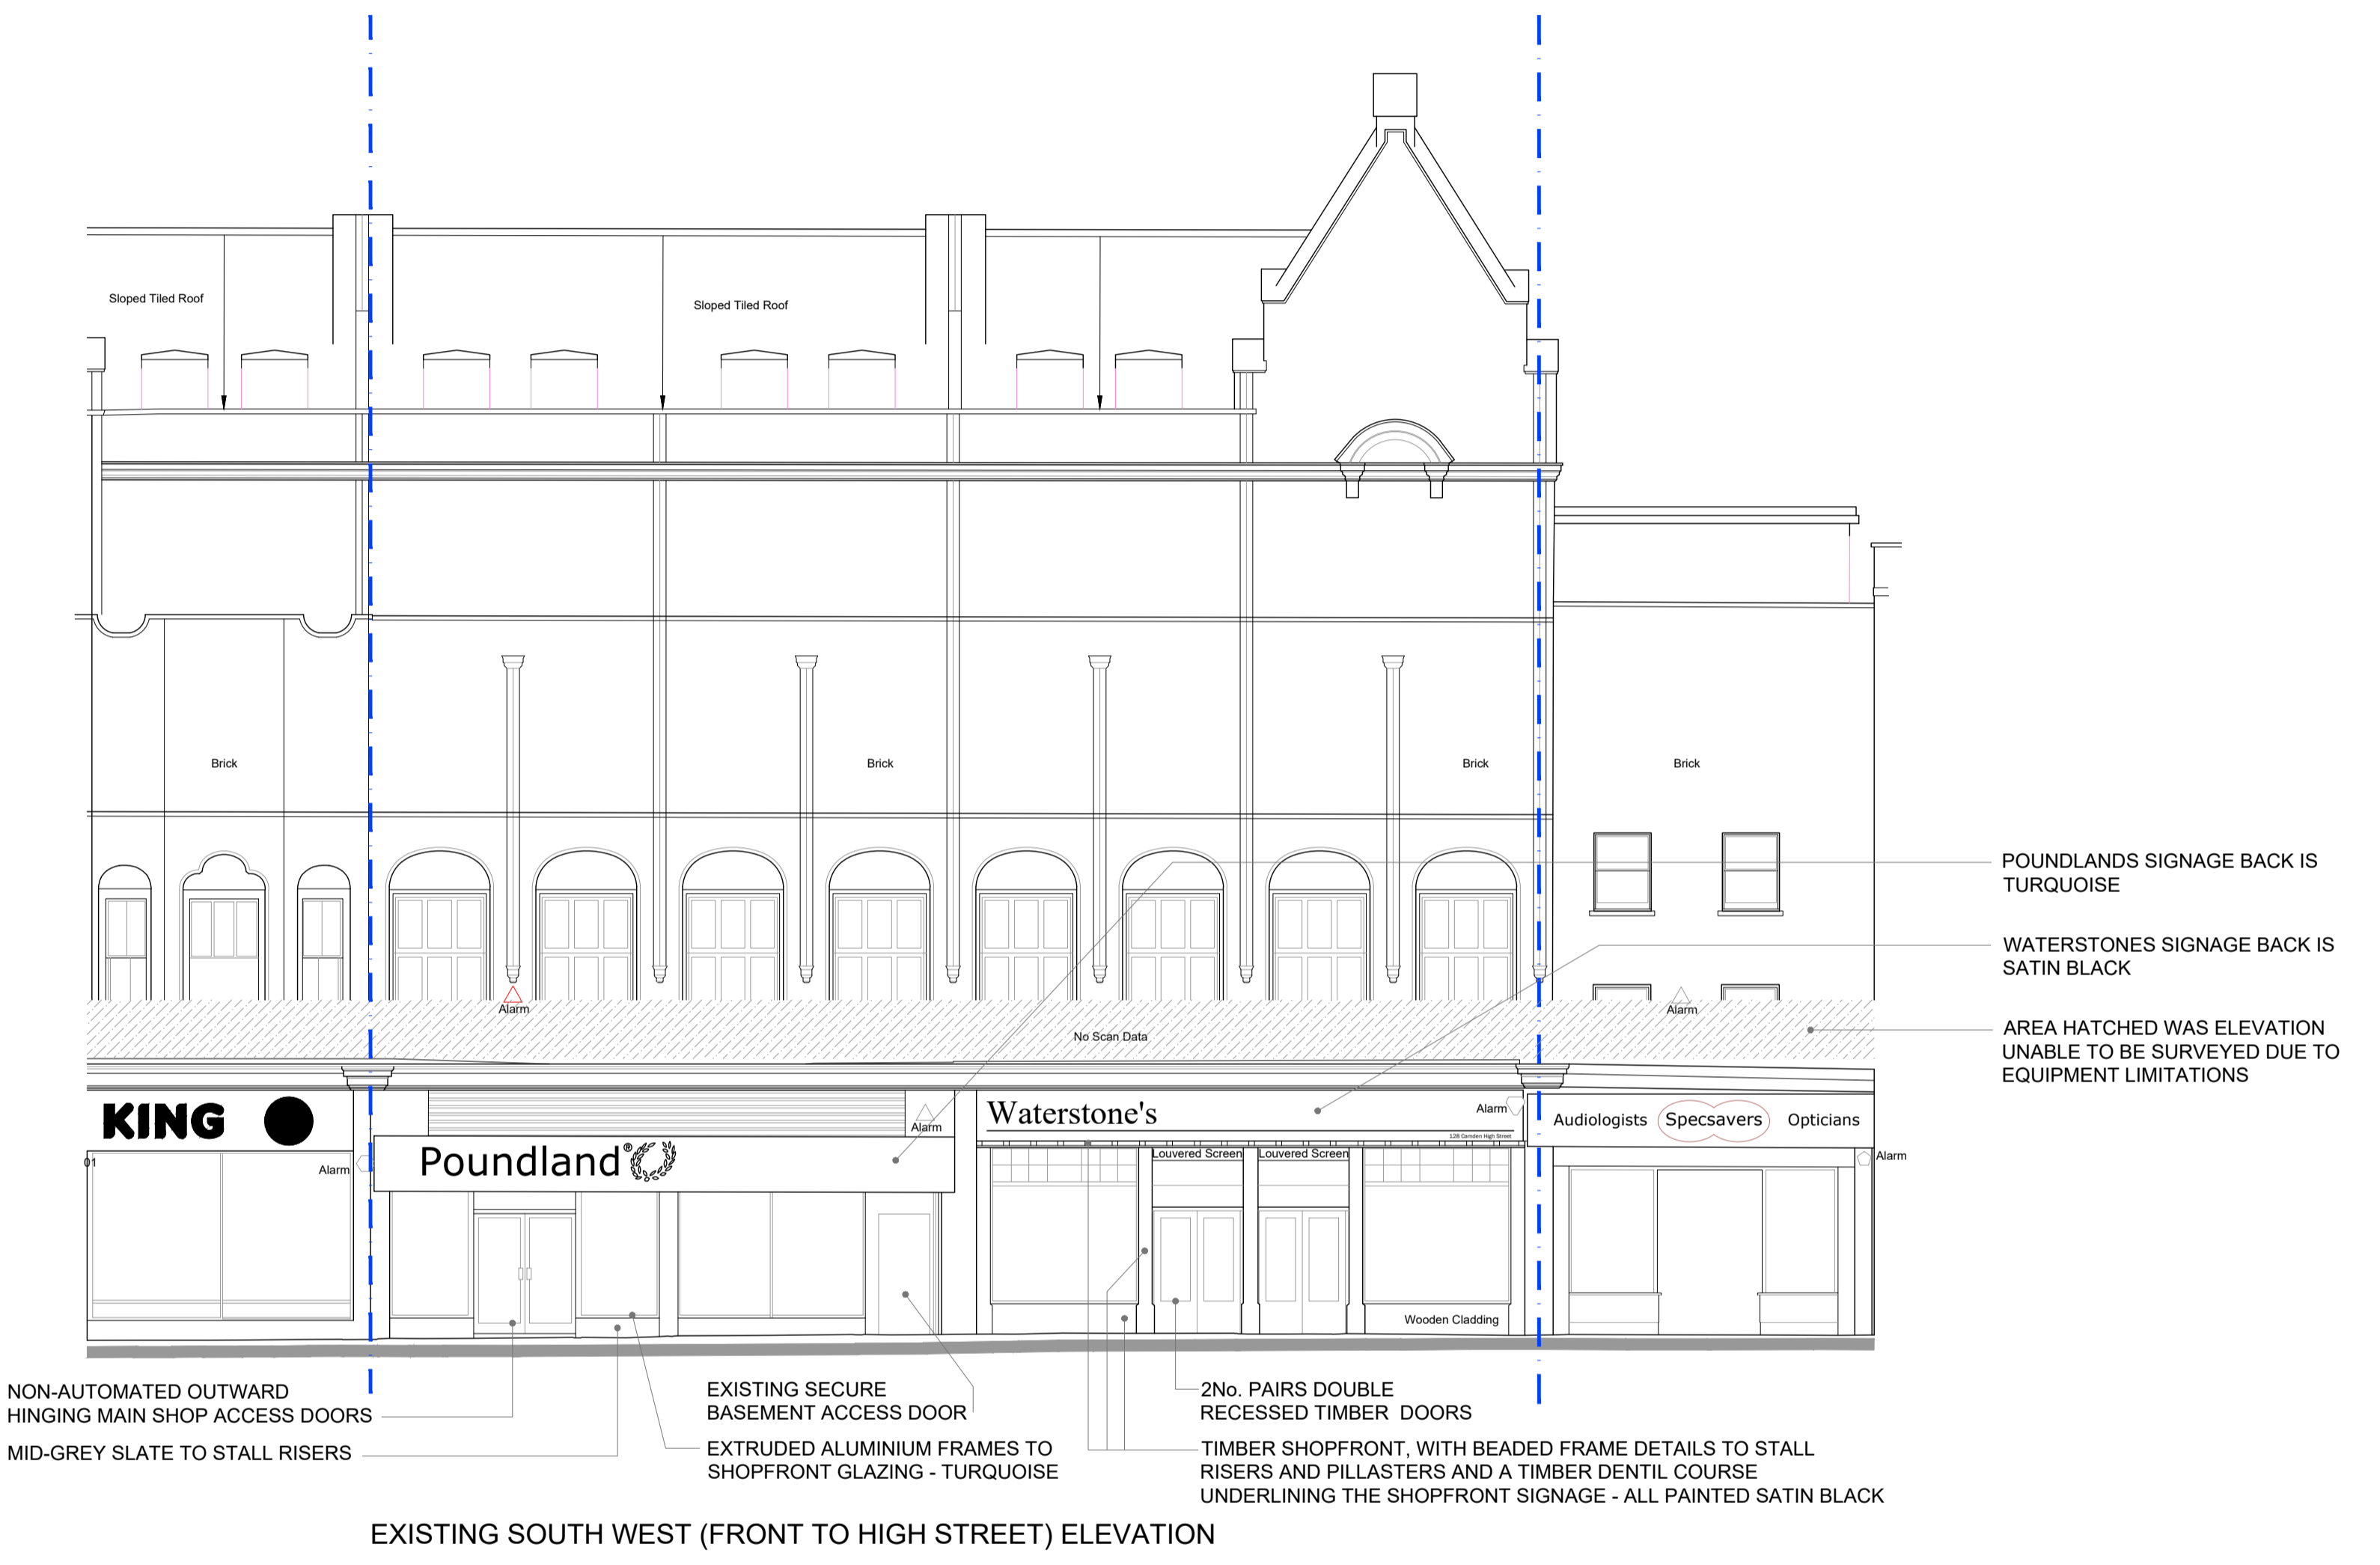 Sloped Tiled Roof
Sloped Tiled Roof
Brick
Brick
Brick
Brick
POUNDLANDS SIGNAGE BACK IS
TURQUOISE
WATERSTONES SIGNAGE BACK IS
SATIN BLACK
AREA HATCHED WAS ELEVATION
UNABLE TO BE SURVEYED DUE TO
EQUIPMENT LIMITATIONS
Alarm
Alarm
No Scan Data
KING
01
Alarm
Poundland®
Alarm
Waterstone's
Alarm
128 Camden High Street
Louvered Screen
Louvered Screen
Wooden Cladding
Audiologists Specsavers Opticians
Alarm
NON-AUTOMATED OUTWARD
HINGING MAIN SHOP ACCESS DOORS
MID-GREY SLATE TO STALL RISERS
EXISTING SECURE
BASEMENT ACCESS DOOR
EXTRUDED ALUMINIUM FRAMES TO
SHOPFRONT GLAZING - TURQUOISE
2No. PAIRS DOUBLE
RECESSED TIMBER DOORS
TIMBER SHOPFRONT, WITH BEADED FRAME DETAILS TO STALL
RISERS AND PILLASTERS AND A TIMBER DENTIL COURSE
UNDERLINING THE SHOPFRONT SIGNAGE - ALL PAINTED SATIN BLACK
EXISTING SOUTH WEST (FRONT TO HIGH STREET) ELEVATION